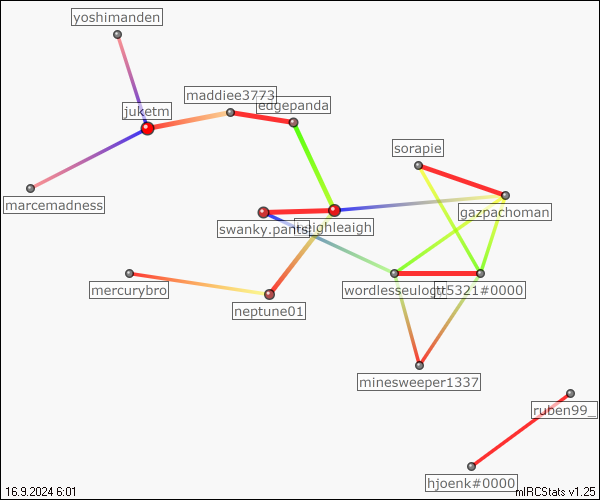 yoshimanden
maddiee3773
edgepanda
juketm
sorapie
marcemadness
gazpachoman
swanky.pants
leighleaigh
mercurybro
neptune01
5321#0000
minesweeper1337
ruben99_
hjoenk#0000
16.9.2024 6:01
mIRCStats v1.25